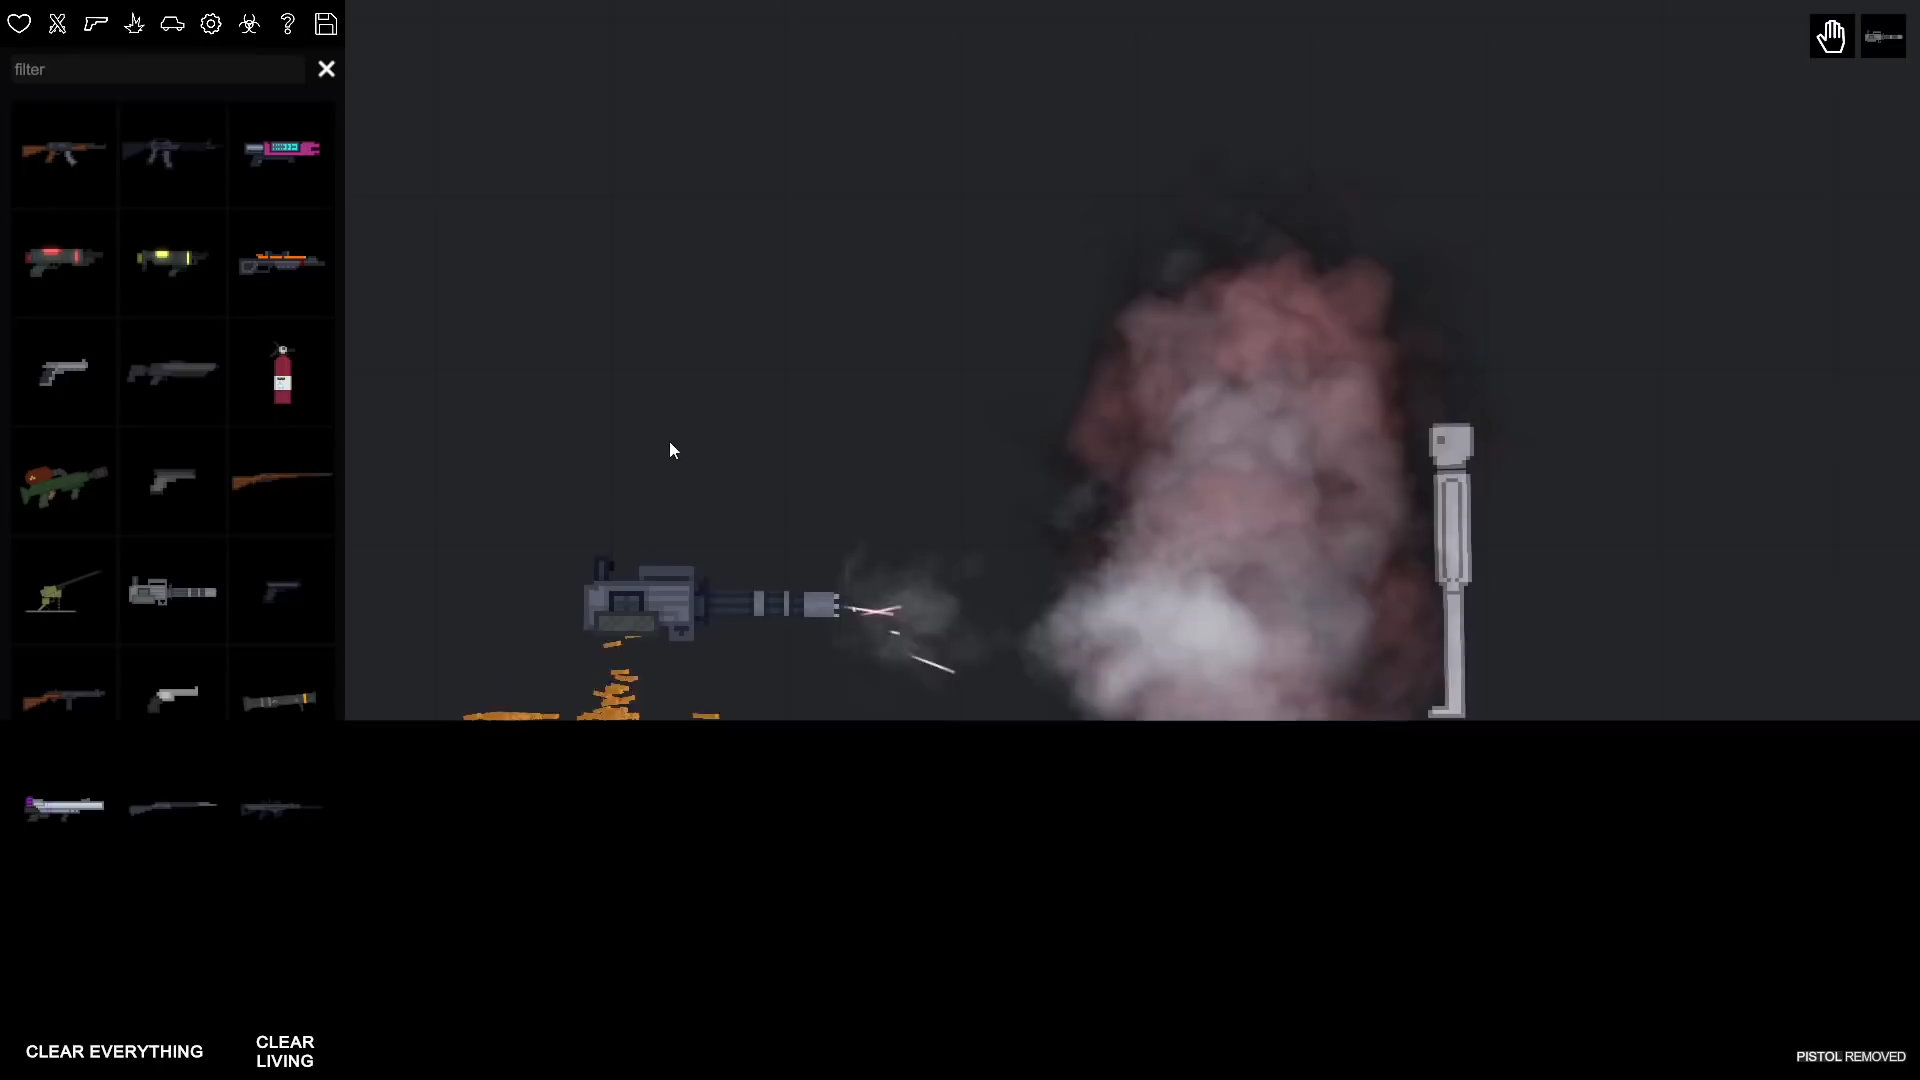 filter
CLEAR EVERYTHING
CLEAR
LIVING
PISTOL REMOVED